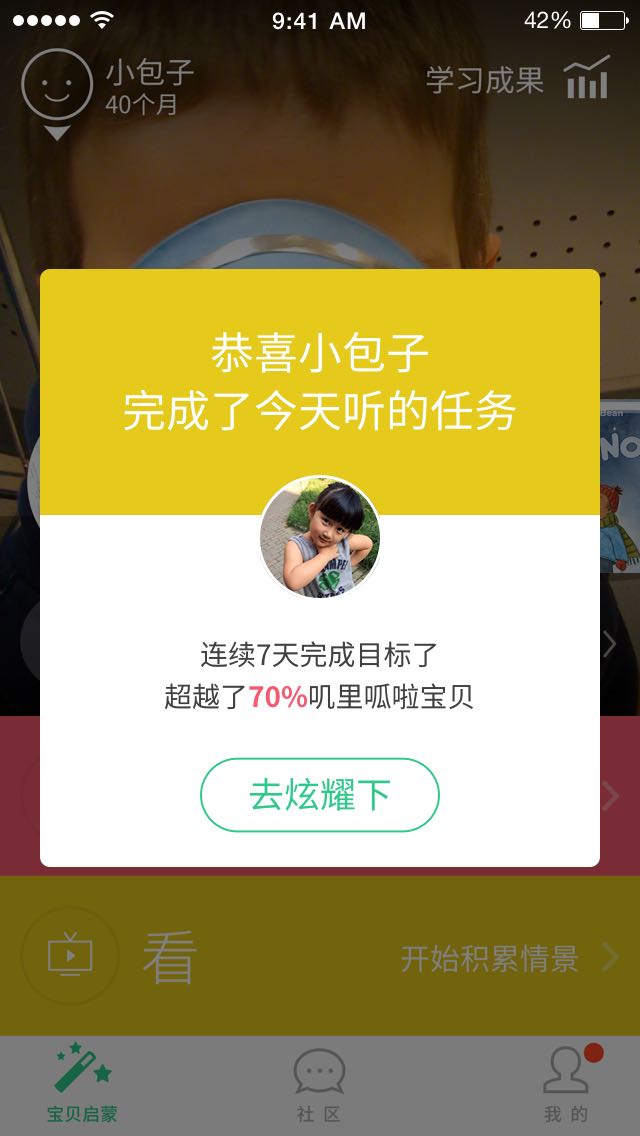 9:41 AM
42%
小包子
40个月
学习成果
恭喜小包子
完成了今天听的任务
Bean
NO
连续7天完成目标了
超越了70%叽里呱啦宝贝
去炫耀下
看
开始积累情景
宝贝启蒙
社区
我的